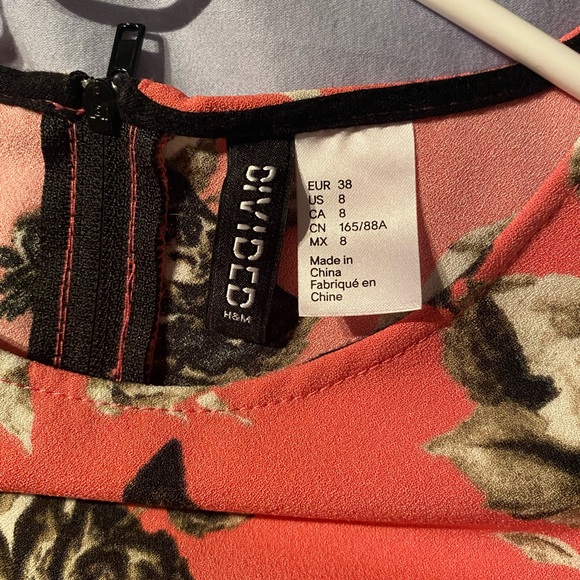 DIVIDED
H&M
EUR 38
US 8
CA 8
CN 165/88A
MX 8
Made in
China
Fabriqué en
Chine